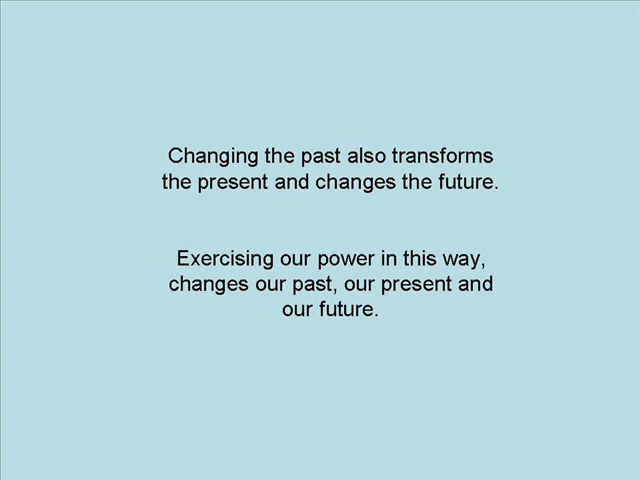 Changing the past also transforms
the present and changes the future.
Exercising our power in this way,
changes our past, our present and
our future.